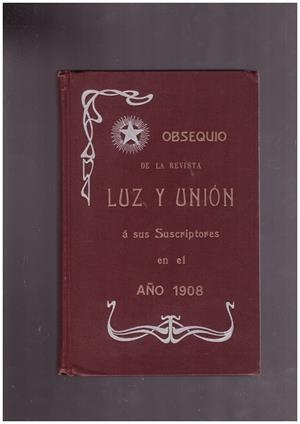 OBSEQUIO
DE LA REVISTA
LUZ Y UNIÓN
á sus Suscriptores
en el
AÑO 1908